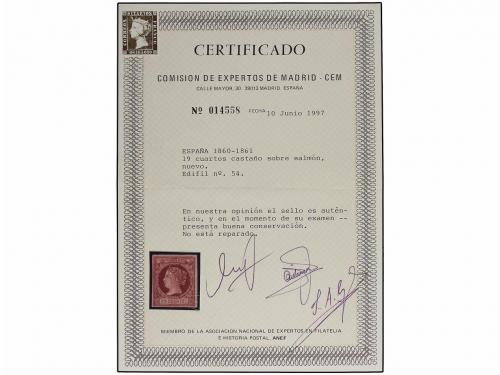 CERTIFICADO
COMISION DE EXPERTOS DE MADRID - CEM
CALLE MAYOR, 30. 28013 MADRID. ESPAÑA
Nº 014558 FECHA 10 Junio 1997
ESPAÑA 1860-1861
19 cuartos castaño sobre salmón,
nuevo.
Edifil nº. 54.
En nuestra opinión el sello es autén-
tico, y en el momento de su examen --
presenta buena conservación.
No está reparado.
MIEMBRO DE LA ASOCIACION NACIONAL DE EXPERTOS EN FILATELIA
E HISTORIA POSTAL. ANEF